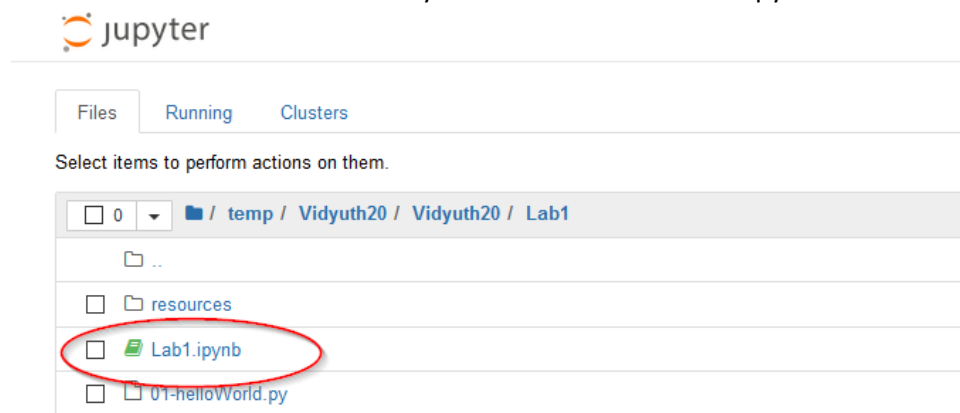 jupyter
Files Running Clusters
Select items to perform actions on them.
0 / temp / Vidyuth20 / Vidyuth20 / Lab1
..
resources
Lab1.ipynb
01-helloWorld.py